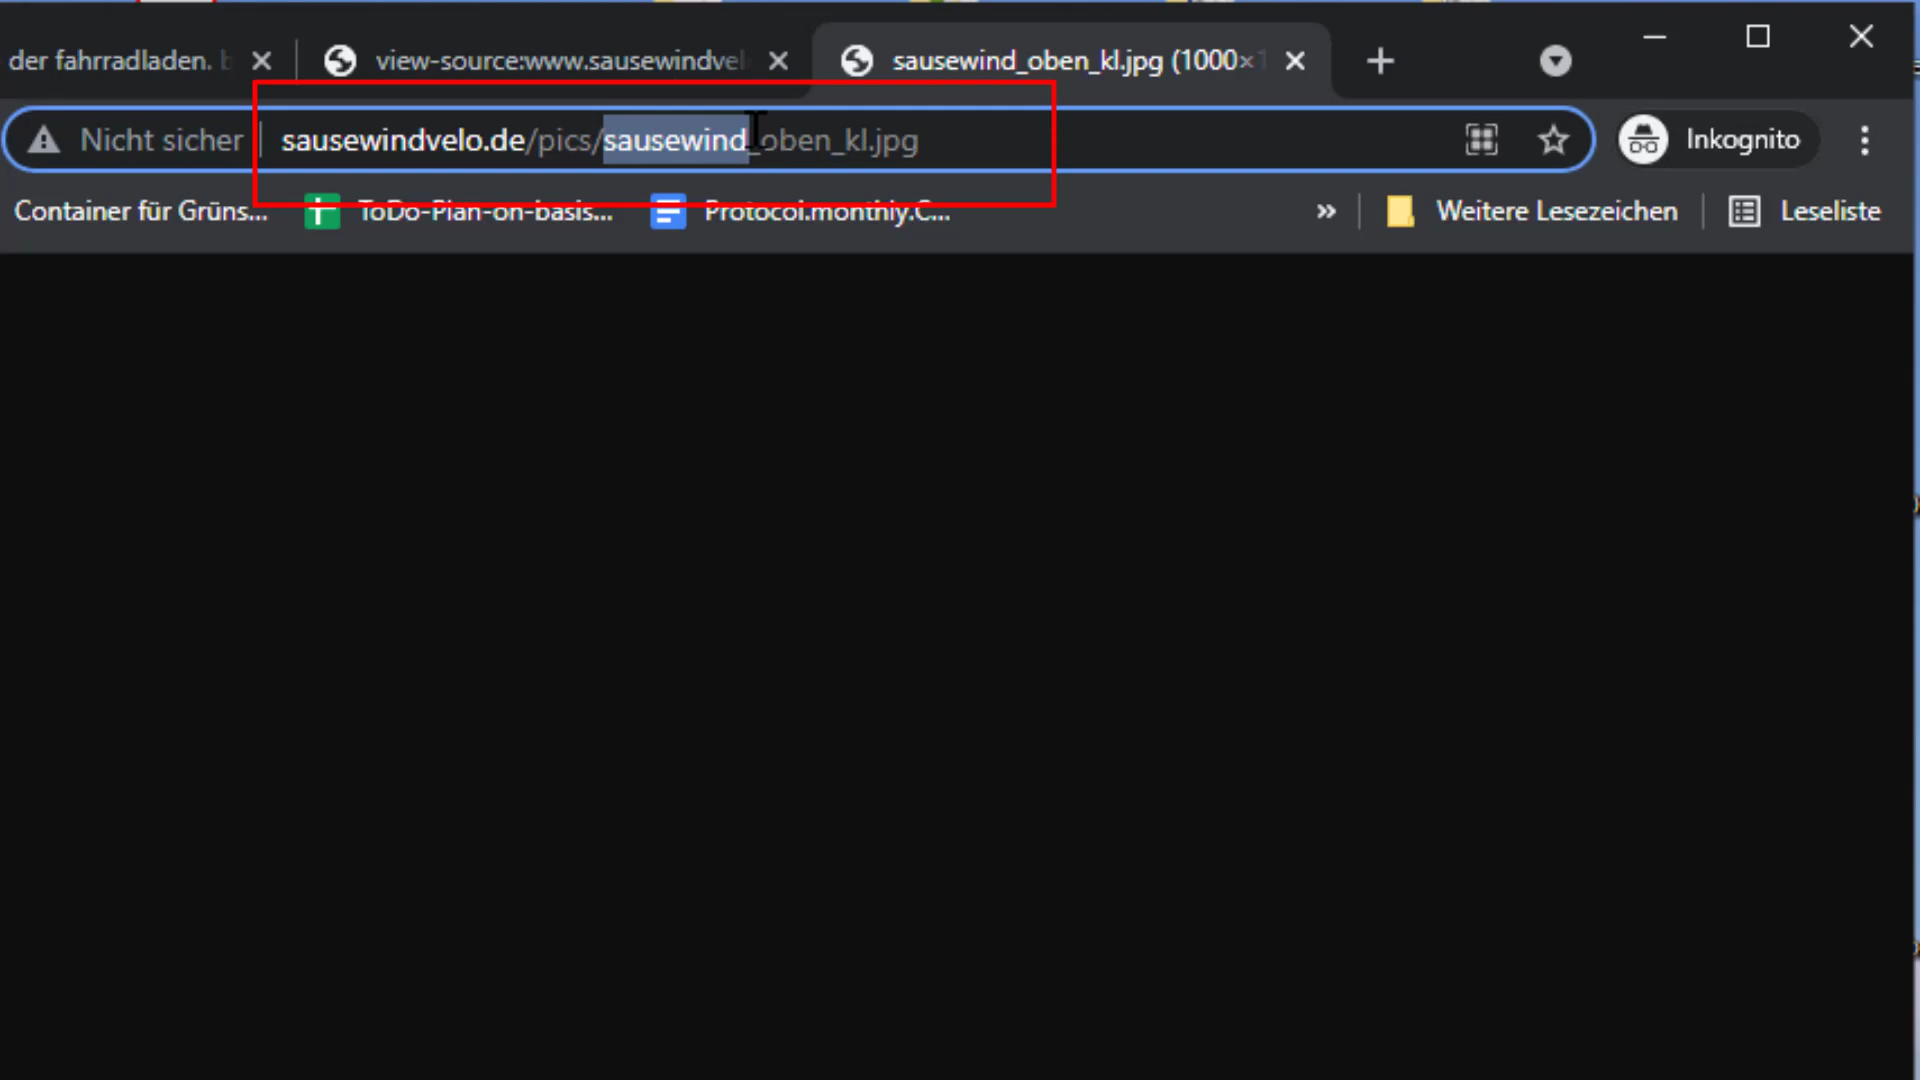 der fahrradladen.
view-source:www.sausewindvel
sausewind_oben_kl.jpg (1000×1
Nicht sicher
sausewindvelo.de/pics/sausewind_oben_kl.jpg
Inkognito
Container für Grüns...
ToDo-Plan-on-basis...
Protocol.monthly.C...
»
Weitere Lesezeichen
Leseliste